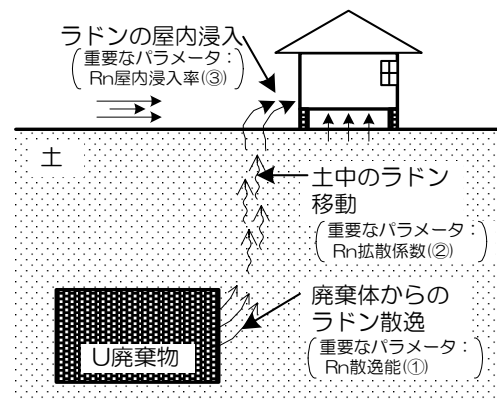 ラドンの屋内浸入
(重要なパラメータ:
Rn屋内浸入率(③))
土
土中のラドン
移動
(重要なパラメータ:
Rn拡散係数(②))
廃棄体からの
ラドン散逸
(重要なパラメータ:
Rn散逸能(①))
U廃棄物